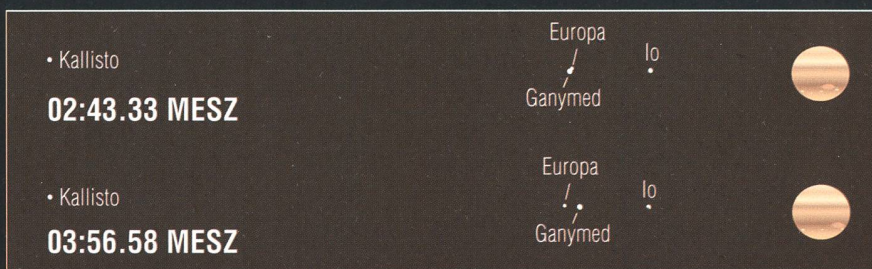 Europa
Io
• Kallisto
Ganymed
02:43.33 MESZ
Europa
Io
• Kallisto
Ganymed
03:56.58 MESZ